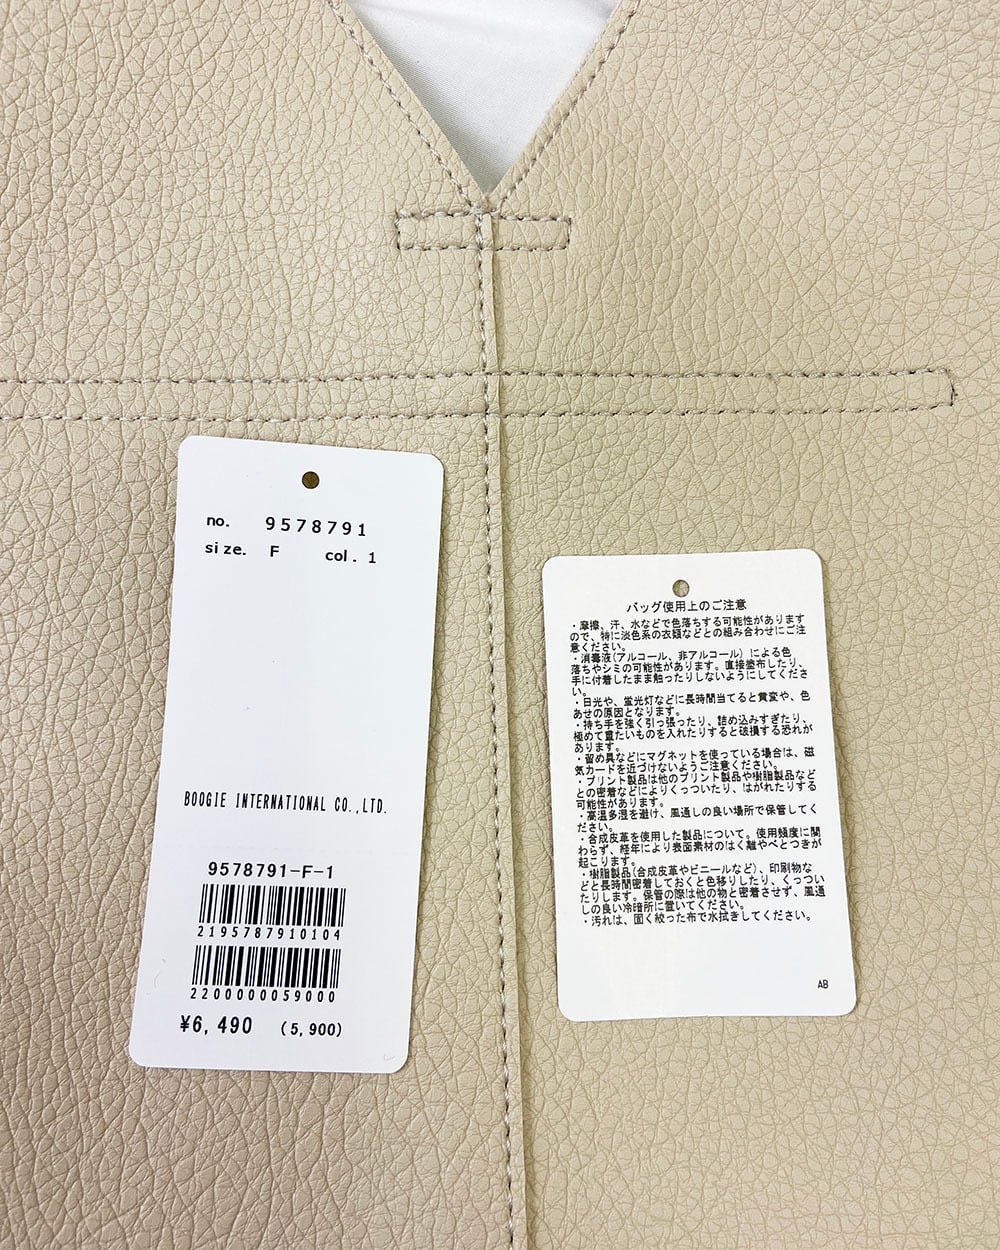 no. 9578791
size. F col. 1
BOOGIE INTERNATIONAL CO.,LTD.
9578791-F-1
2195787910104
2200000059000
¥6,490 (5,900)
バッグ使用上のご注意
・摩擦、汗、水などで色落ちする可能性があります
ので、特に淡色系の衣類などとの組み合わせにご注
意ください。
・消毒液(アルコール、非アルコール)による色
落ちやシミの可能性があります。直接塗布したり、
手に付着したまま触ったりしないようにしてくださ
い。
・日光や、蛍光灯などに長時間当てると黄変や、色
あせの原因となります。
・持ち手を強く引っ張ったり、詰め込みすぎたり、
極めて重たいものを入れたりすると破損する恐れが
あります。
・留め具などにマグネットを使っている場合は、磁
気カードを近づけないようご注意ください。
・プリント製品は他のプリント製品や樹脂製品など
との密着などによりくっついたり、はがれたりする
可能性があります。
・高温多湿を避け、風通しの良い場所で保管してく
ださい。
・合成皮革を使用した製品について。使用頻度に関
わらず、経年により表面素材のはく離やべとつきが
起こります。
・樹脂製品(合成皮革やビニールなど)、印刷物な
どと長時間密着しておくと色移りしたり、くっつい
たりします。保管の際は他の物と密着させず、風通
しの良い冷暗所に置いてください。
・汚れは、固く絞った布で水拭きしてください。
AB